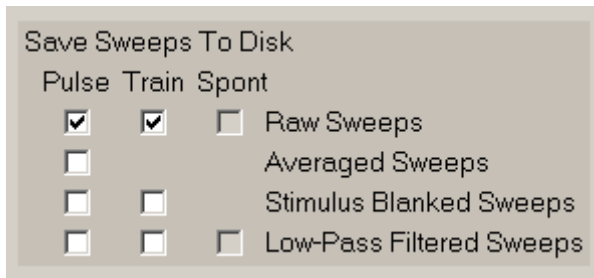 Save Sweeps To Disk
Pulse Train Spont
Raw Sweeps
Averaged Sweeps
Stimulus Blanked Sweeps
Low-Pass Filtered Sweeps